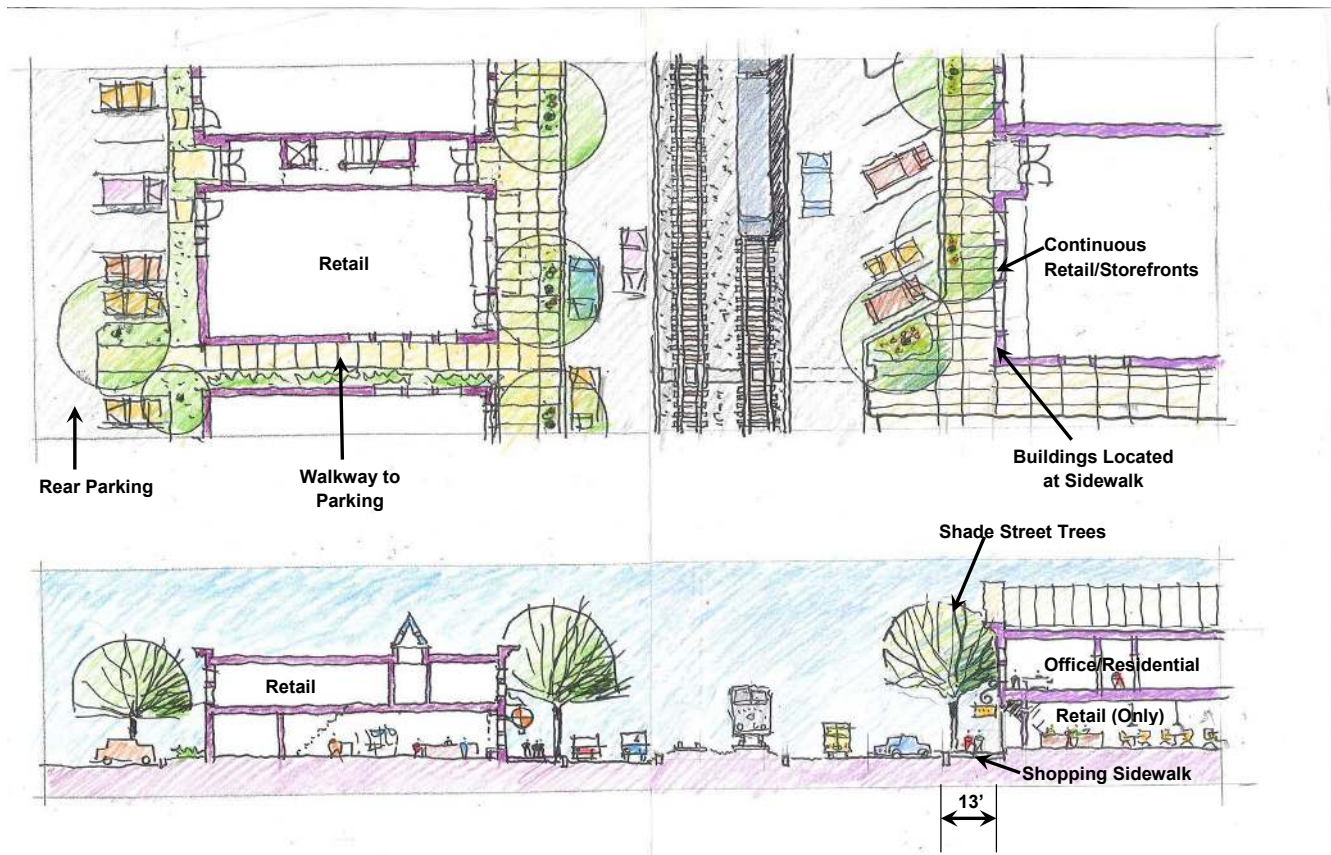 Retail
Continuous
Retail/Storefronts
Rear Parking
Walkway to
Parking
Buildings Located
at Sidewalk
Shade Street Trees
Retail
Office/Residential
Retail (Only)
Shopping Sidewalk
13’